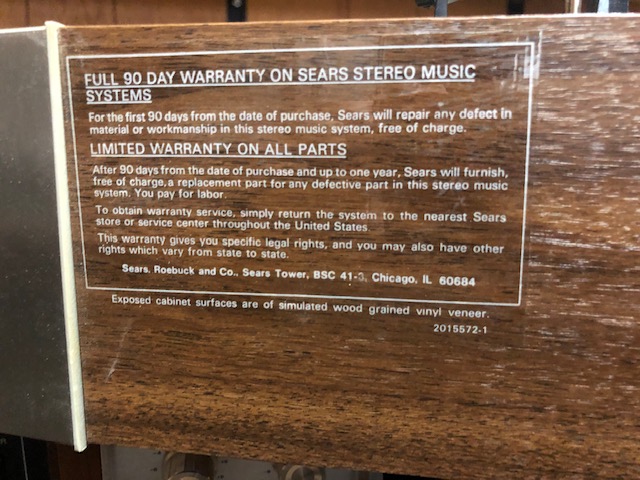 FULL 90 DAY WARRANTY ON SEARS STEREO MUSIC
SYSTEMS
For the first 90 days from the date of purchase, Sears will repair any defect in
material or workmanship in this stereo music system, free of charge.
LIMITED WARRANTY ON ALL PARTS
After 90 days from the date of purchase and up to one year, Sears will furnish,
free of charge, a replacement part for any defective part in this stereo music
system. You pay for labor.
To obtain warranty service, simply return the system to the nearest Sears
store or service center throughout the United States
This warranty gives you specific legal rights, and you may also have other
rights which vary from state to state.
Sears, Roebuck and Co., Sears Tower, BSC 41-3, Chicago, IL 60684
Exposed cabinet surfaces are of simulated wood grained vinyl veneer.
2015572-1